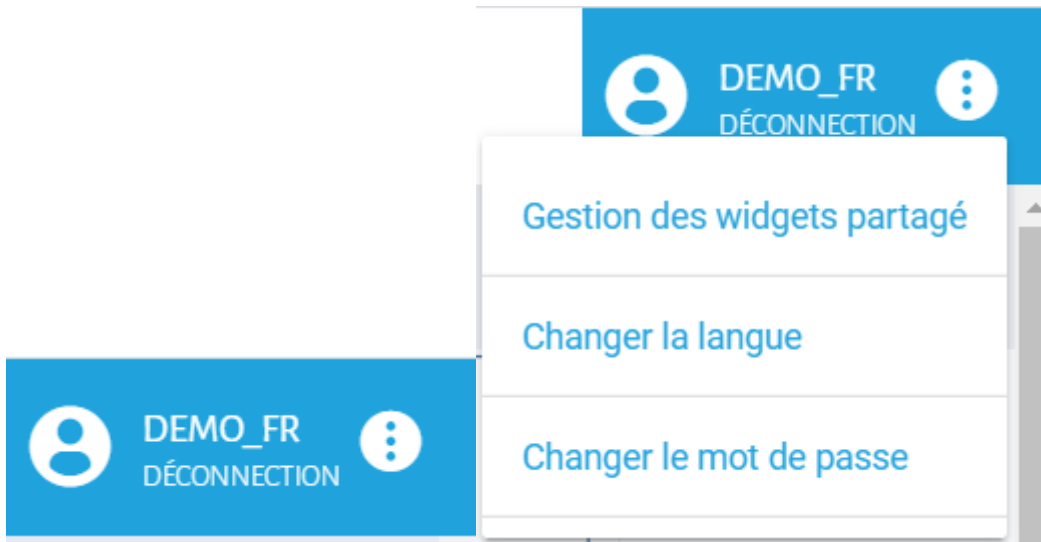 DEMO_FR
DÉCONNECTION
Gestion des widgets partagé
Changer la langue
Changer le mot de passe
DEMO_FR
DÉCONNECTION